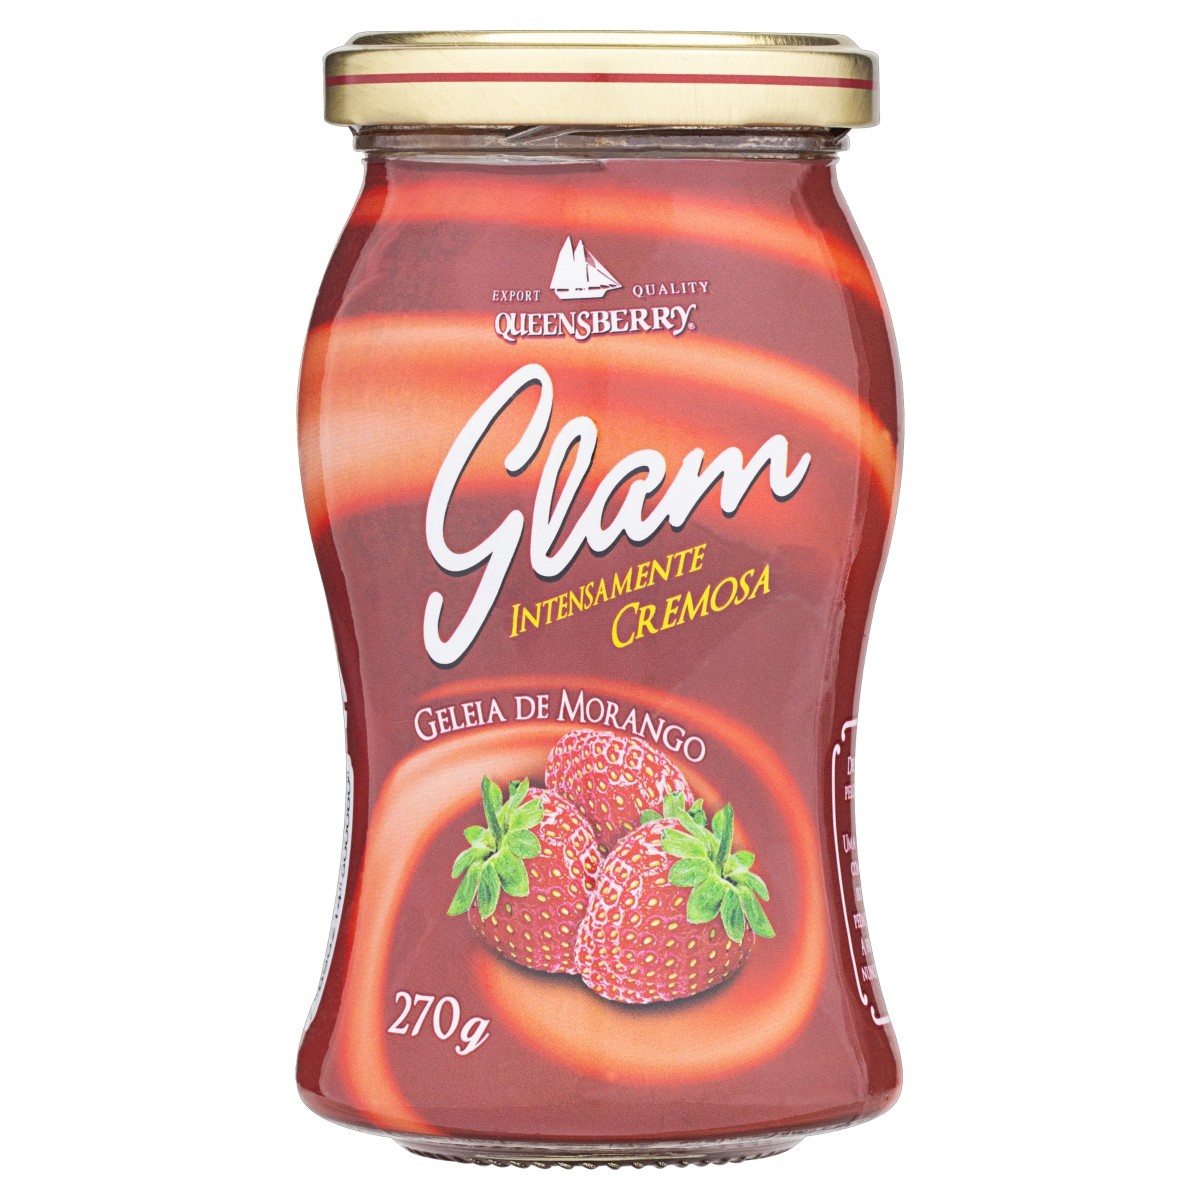 EXPORT QUALITY
QUEENSBERRY®
Glam
INTENSAMENTE
CREMOSA
GELEIA DE MORANGO
270g